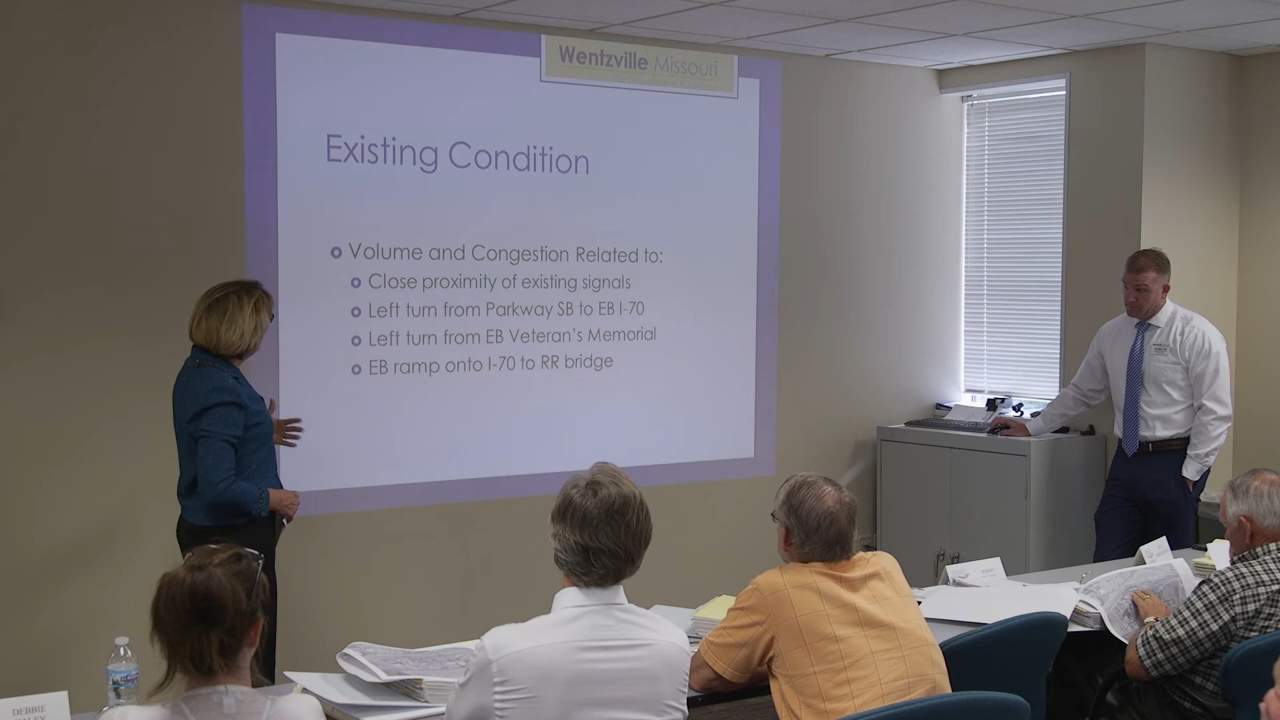 Wentzville Missouri
Existing Condition
Volume and Congestion Related to:
Close proximity of existing signals
Left turn from Parkway SB to EB I-70
Left turn from EB Veteran's Memorial
EB ramp onto I-70 to RR bridge
DEBBIE